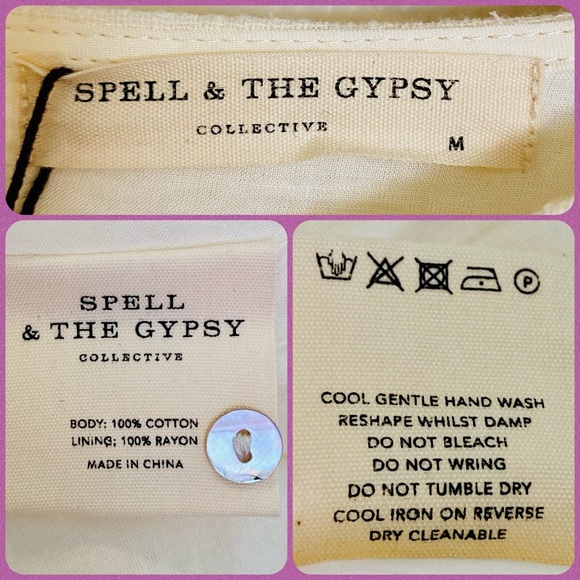 SPELL & THE GYPSY
COLLECTIVE
M
SPELL
& THE GYPSY
COLLECTIVE
BODY: 100% COTTON
LINING; 100% RAYON
MADE IN CHINA
P
COOL GENTLE HAND WASH
RESHAPE WHILST DAMP
DO NOT BLEACH
DO NOT WRING
DO NOT TUMBLE DRY
COOL IRON ON REVERSE
DRY CLEANABLE